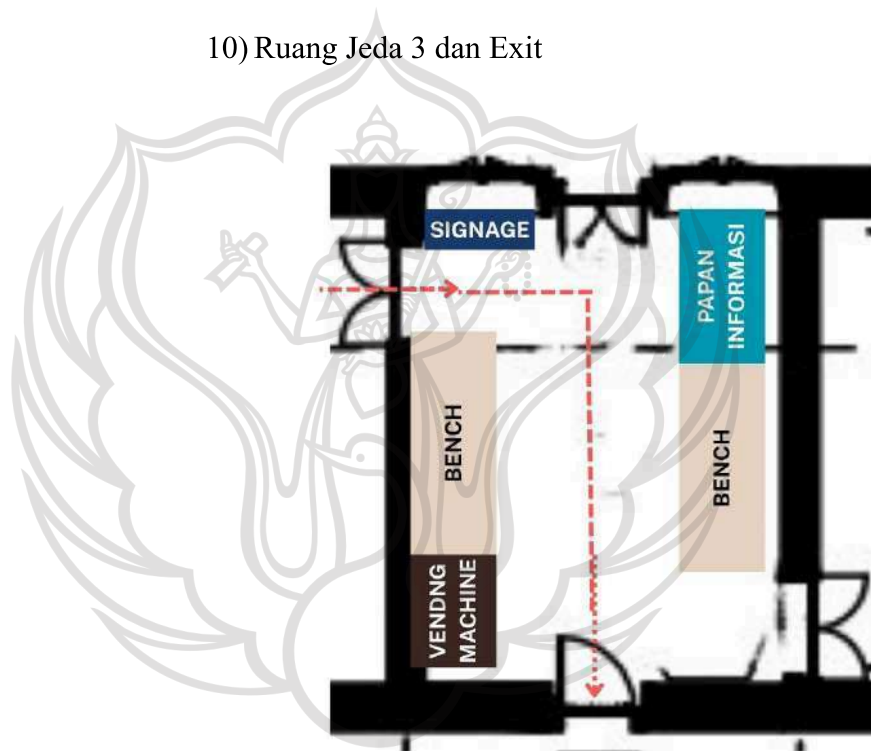 10) Ruang Jeda 3 dan Exit
SIGNAGE
PAPAN
INFORMASI
BENCH
BENCH
VENDNG
MACHINE